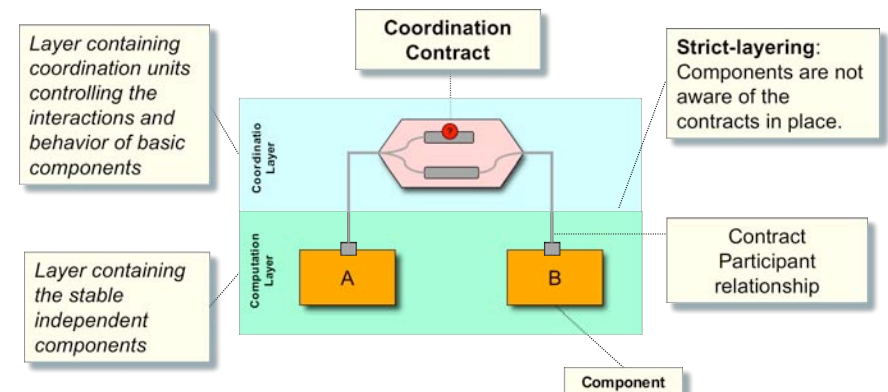 Layer containing
coordination units
controlling the
interactions and
behavior of basic
components
Coordination
Contract
Strict-layering:
Components are not
aware of the
contracts in place.
Coordinatio
Layer
?
Computation
Layer
A
B
Contract
Participant
relationship
Layer containing
the stable
independent
components
Component